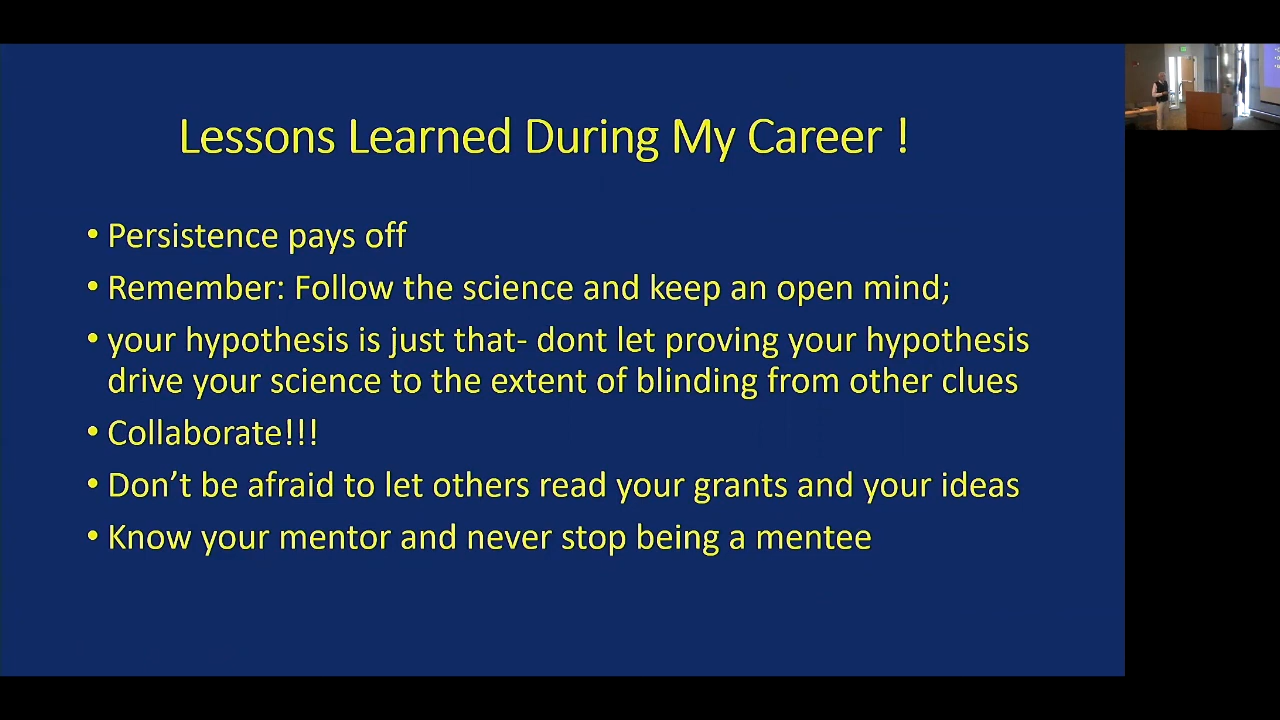 Lessons Learned During My Career !
• Persistence pays off
• Remember: Follow the science and keep an open mind;
• your hypothesis is just that- dont let proving your hypothesis
drive your science to the extent of blinding from other clues
• Collaborate!!!
• Don’t be afraid to let others read your grants and your ideas
• Know your mentor and never stop being a mentee